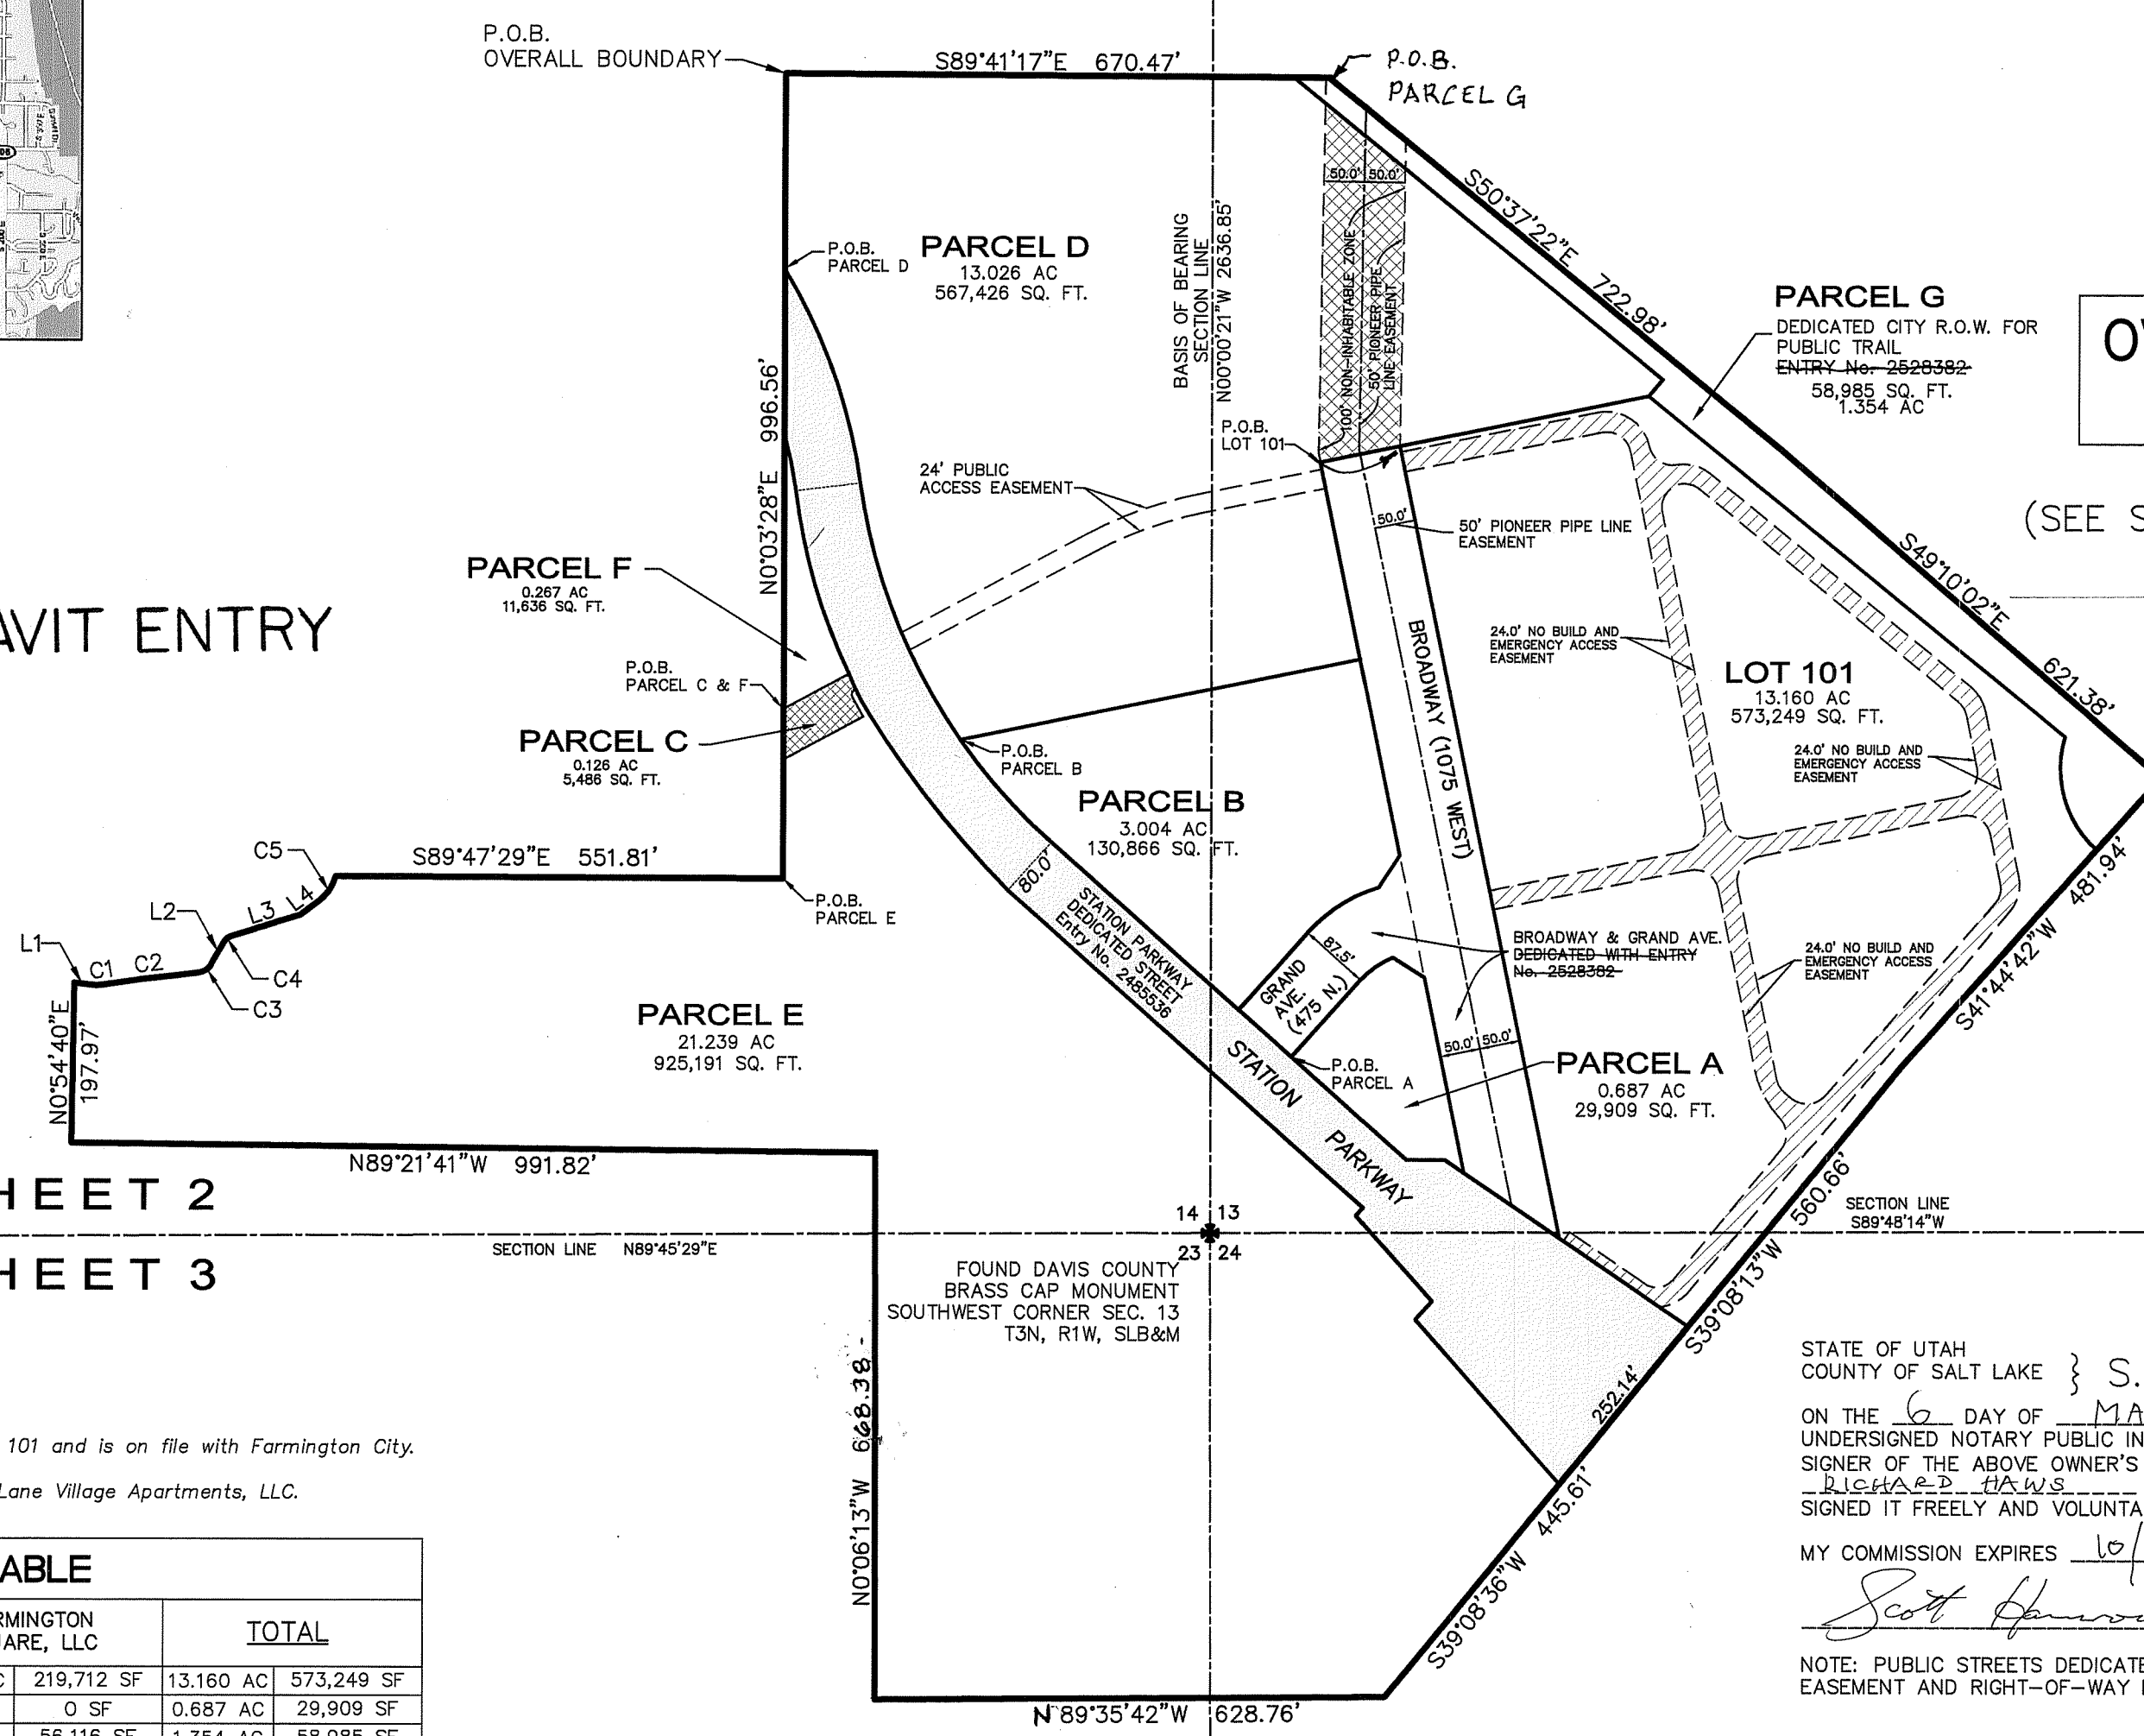 P.O.B.
OVERALL BOUNDARY
S89°41'17"E 670.47'
P.O.B.
PARCEL G
50.0' 50.0'
S50°37'22"E 722.98'
P.O.B.
PARCEL D
PARCEL D
13.026 AC
567,426 SQ. FT.
BASIS OF BEARING
SECTION LINE
N00°00'21"W 2636.85'
100' NON-INHABITABLE ZONE
50' PIONEER PIPE
LINE EASEMENT
PARCEL G
DEDICATED CITY R.O.W. FOR
PUBLIC TRAIL
ENTRY No. 2528382
58,985 SQ. FT.
1.354 AC
N0°03'28"E 996.56'
P.O.B.
LOT 101
24' PUBLIC
ACCESS EASEMENT
50.0'
50' PIONEER PIPE LINE
EASEMENT
(SEE S
S49°10'02"E 621.38'
PARCEL F
0.267 AC
11,636 SQ. FT.
AVIT ENTRY
P.O.B.
PARCEL C & F
BROADWAY (1075 WEST)
24.0' NO BUILD AND
EMERGENCY ACCESS
EASEMENT
LOT 101
13.160 AC
573,249 SQ. FT.
PARCEL C
0.126 AC
5,486 SQ. FT.
P.O.B.
PARCEL B
24.0' NO BUILD AND
EMERGENCY ACCESS
EASEMENT
PARCEL B
3.004 AC
130,866 SQ. FT.
C5
S89°47'29"E 551.81'
80.0'
STATION PARKWAY
DEDICATED STREET
Entry No. 2485536
L2
L3
L4
P.O.B.
PARCEL E
L1
C1
C2
C4
C3
GRAND
AVE.
(475 N.)
87.5'
BROADWAY & GRAND AVE.
DEDICATED WITH ENTRY
No. 2528382
24.0' NO BUILD AND
EMERGENCY ACCESS
EASEMENT
S41°44'42"W 481.94'
N0°54'40"E
197.97'
PARCEL E
21.239 AC
925,191 SQ. FT.
50.0' 50.0'
P.O.B.
PARCEL A
PARCEL A
0.687 AC
29,909 SQ. FT.
STATION PARKWAY
N89°21'41"W 991.82'
HEET 2
14 13
23 24
SECTION LINE N89°45'29"E
SECTION LINE
S89°48'14"W
S39°08'13"W 560.66'
HEET 3
FOUND DAVIS COUNTY
BRASS CAP MONUMENT
SOUTHWEST CORNER SEC. 13
T3N, R1W, SLB&M
252.14'
N0°06'13"W 668.38
S39°08'36"W 445.61'
N89°35'42"W 628.76'
STATE OF UTAH
COUNTY OF SALT LAKE } S.
ON THE 6 DAY OF MA
UNDERSIGNED NOTARY PUBLIC IN
SIGNER OF THE ABOVE OWNER'S
RICHARD HAWS
SIGNED IT FREELY AND VOLUNTA
MY COMMISSION EXPIRES 10/
Scott
NOTE: PUBLIC STREETS DEDICATE
EASEMENT AND RIGHT-OF-WAY
101 and is on file with Farmington City.
Lane Village Apartments, LLC.
ABLE
RMINGTON
UARE, LLC
TOTAL
C 219,712 SF 13.160 AC 573,249 SF
0 SF 0.687 AC 29,909 SF
56,116 SF 1.354 AC 58,985 SF